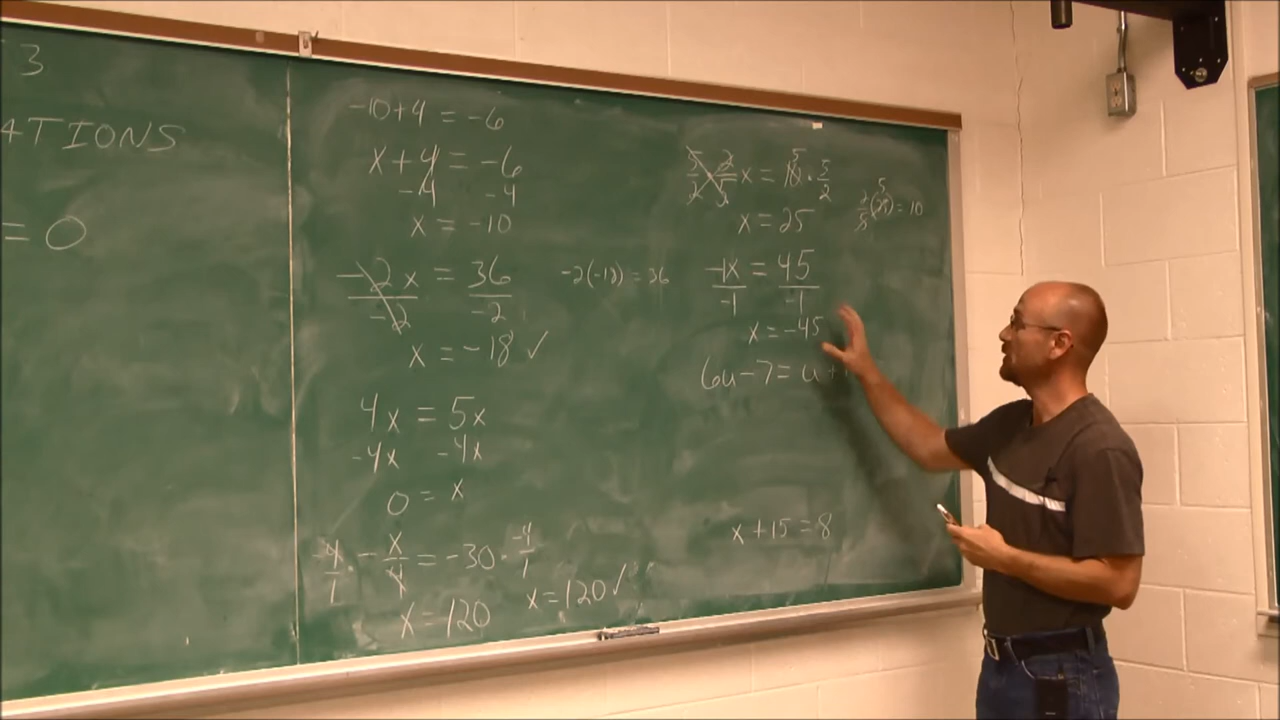 3
ATIONS
= 0
-10+4 = -6
x + 4 = -6
-4 -4
x = -10
-2x = 36
-2 -2
x = -18 ✓
-2(-18) = 36
4x = 5x
-4x -4x
0 = x
-4/1 - x/4 = -30 · -4/1
x = 120
x = 120 ✓
5/2 · 2/5 x = 10 · 5/2
5
x = 25
2/5 (25) = 10
5
-1x = 45
-1 -1
x = -45
6u - 7 = u +
x + 15 = 8